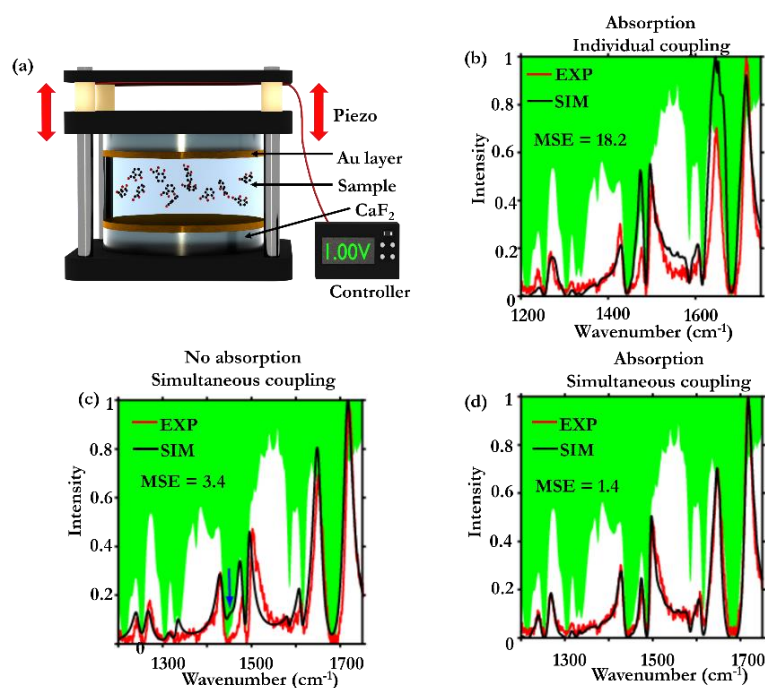 (a)
Piezo
Au layer
Sample
CaF₂
1.00V
Controller
Absorption
Individual coupling
(b)
EXP
SIM
MSE = 18.2
Intensity
1
0.8
0.6
0.4
0.2
0
1200 1400 1600
Wavenumber (cm⁻¹)
No absorption
Simultaneous coupling
(c)
EXP
SIM
MSE = 3.4
Intensity
1
0.8
0.6
0.4
0.2
0
1300 1500 1700
Wavenumber (cm⁻¹)
Absorption
Simultaneous coupling
(d)
EXP
SIM
MSE = 1.4
Intensity
1
0.8
0.6
0.4
0.2
0
1300 1500 1700
Wavenumber (cm⁻¹)